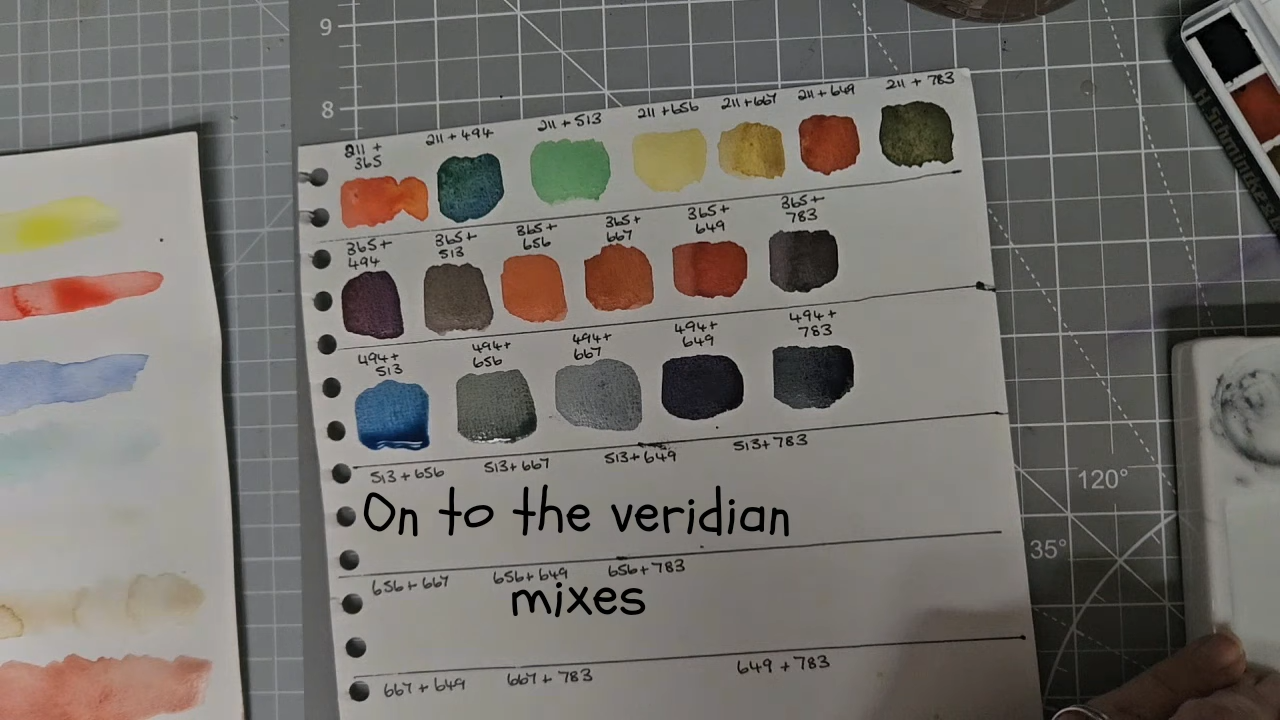 9
8
211 + 365
211 + 494
211 + 513
211 + 656
211 + 667
211 + 649
211 + 783
365 + 494
365 + 513
365 + 656
365 + 667
365 + 649
365 + 783
494 + 513
494 + 656
494 + 667
494 + 649
494 + 783
513 + 656
513 + 667
513 + 649
513 + 783
On to the veridian
656 + 667
656 + 649
656 + 783
mixes
667 + 649
667 + 783
649 + 783
120°
35°
H.Schmincke &